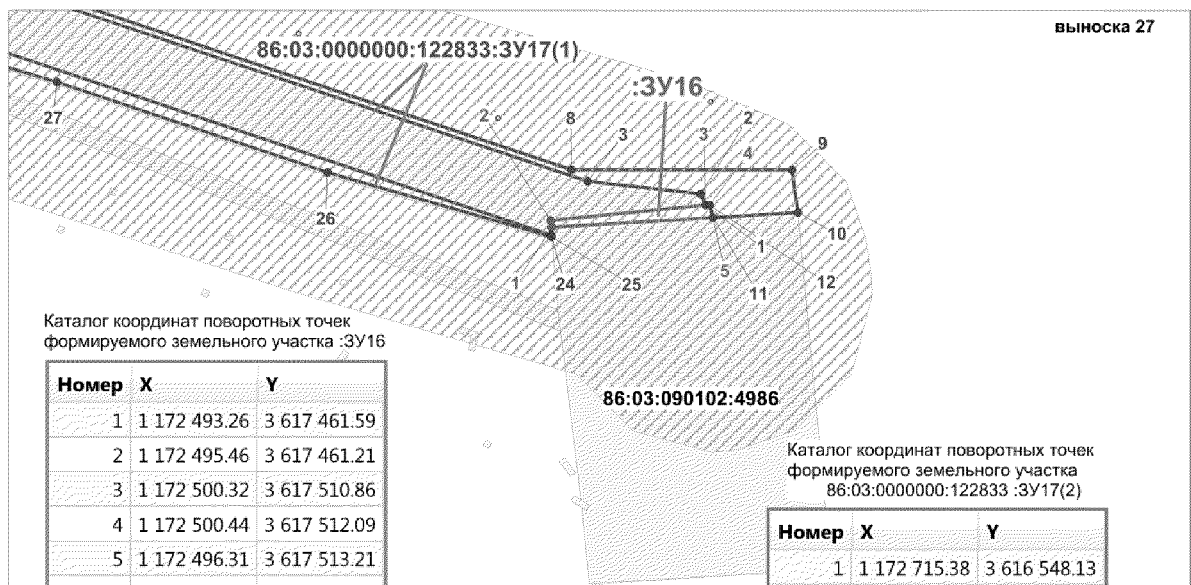 выноска 27
86:03:0000000:122833:ЗУ17(1)
:ЗУ16
27
2
8
3
3
2
4
9
26
1
24
25
5
11
1
12
10
Каталог координат поворотных точек
формируемого земельного участка :ЗУ16
Номер X Y
1 1 172 493.26 3 617 461.59
2 1 172 495.46 3 617 461.21
3 1 172 500.32 3 617 510.86
4 1 172 500.44 3 617 512.09
5 1 172 496.31 3 617 513.21
86:03:090102:4986
Каталог координат поворотных точек
формируемого земельного участка
86:03:0000000:122833 :ЗУ17(2)
Номер X Y
1 1 172 715.38 3 616 548.13